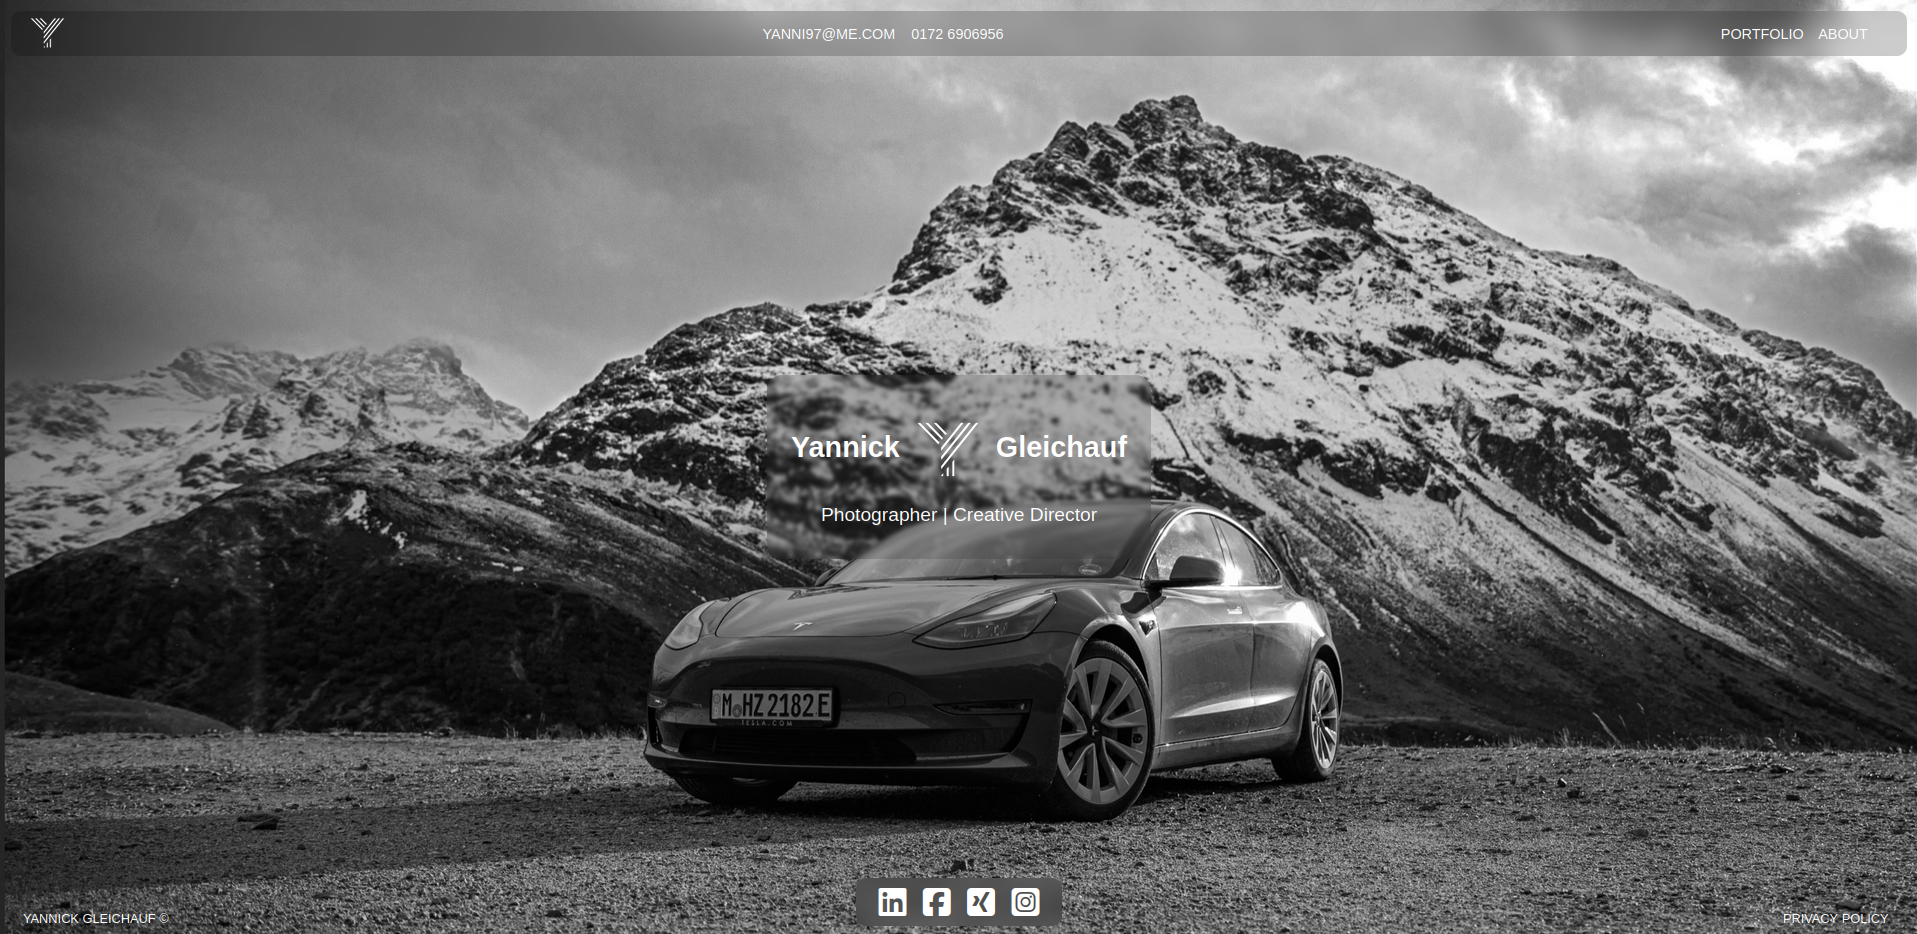 YANNI97@ME.COM 0172 6906956 PORTFOLIO ABOUT
Yannick Gleichauf
Photographer | Creative Director
M HZ 2182 E
TESLA.COM
in f X
YANNICK GLEICHAUF © PRIVACY POLICY